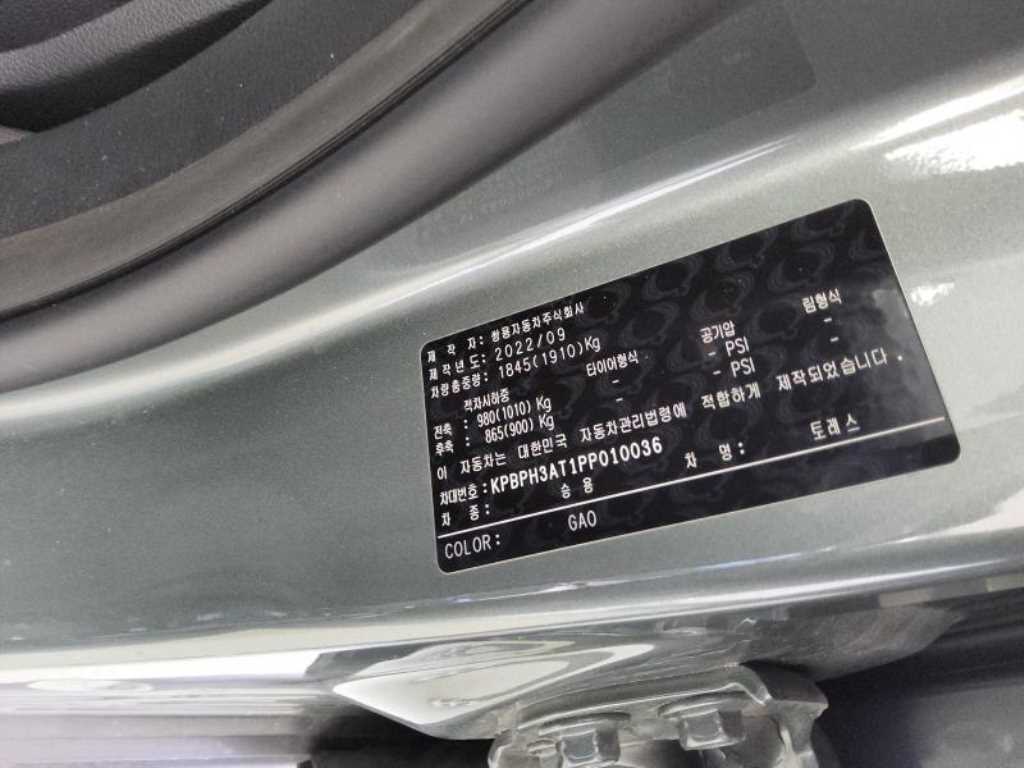 제 작 자 : 쌍용자동차주식회사
제 작 년 도 : 2022/09
차량총중량 : 1845(1910)Kg
적차시하중 타이어형식 공기압 림형식
전축 : 980(1010) Kg - - PSI -
후축 : 865(900) Kg - - PSI -
이 자동차는 대한민국 자동차관리법령에 적합하게 제작되었습니다.
차대번호 : KPBPH3AT1PP010036
차 종 : 승 용 차 명 : 토레스
COLOR : GAO